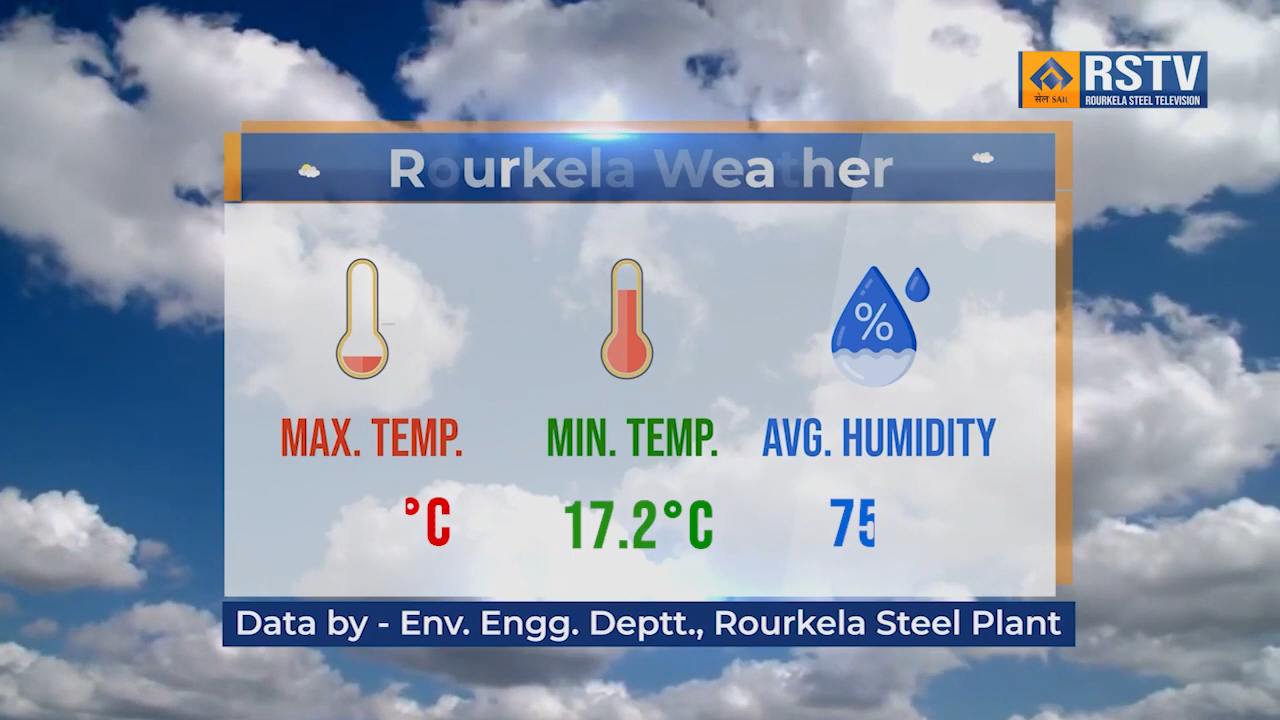 सेल SAIL
RSTV
ROURKELA STEEL TELEVISION
Rourkela Weather
%
MAX. TEMP.
MIN. TEMP.
AVG. HUMIDITY
°C
17.2°C
Data by - Env. Engg. Deptt., Rourkela Steel Plant